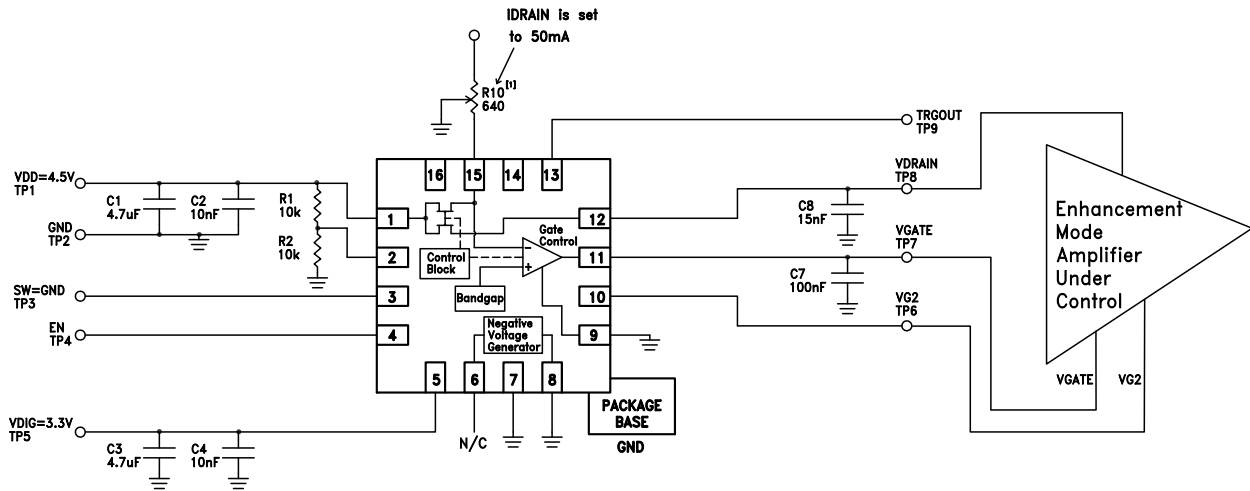 IDRAIN is set
to 50mA
R10[1]
640
TRGOUT
TP9
VDD=4.5V
TP1
C1
4.7uF
C2
10nF
R1
10k
GND
TP2
R2
10k
SW=GND
TP3
EN
TP4
VDIG=3.3V
TP5
C3
4.7uF
C4
10nF
16
15
14
13
1
2
3
4
5
6
7
8
9
10
11
12
Gate
Control
Control
Block
Bandgap
Negative
Voltage
Generator
N/C
PACKAGE
BASE
GND
VDRAIN
TP8
C8
15nF
VGATE
TP7
C7
100nF
VG2
TP6
Enhancement
Mode
Amplifier
Under
Control
VGATE
VG2